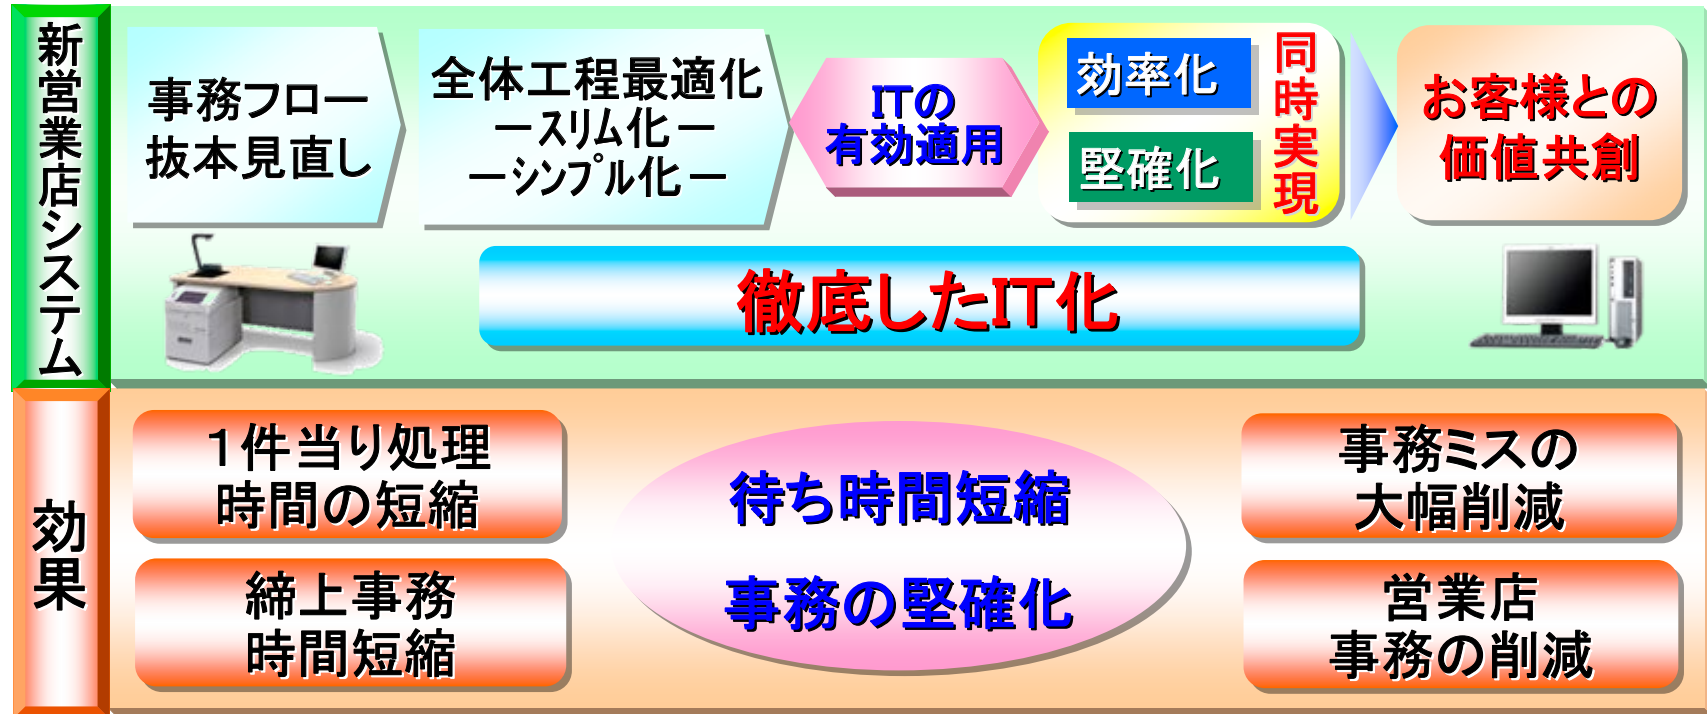 新営業店システム
事務フロー
抜本見直し
全体工程最適化
ースリム化ー
ーシンプル化ー
ITの
有効適用
効率化
堅確化
同時実現
お客様との
価値共創
徹底したIT化
効果
１件当り処理
時間の短縮
締上事務
時間短縮
待ち時間短縮
事務の堅確化
事務ミスの
大幅削減
営業店
事務の削減